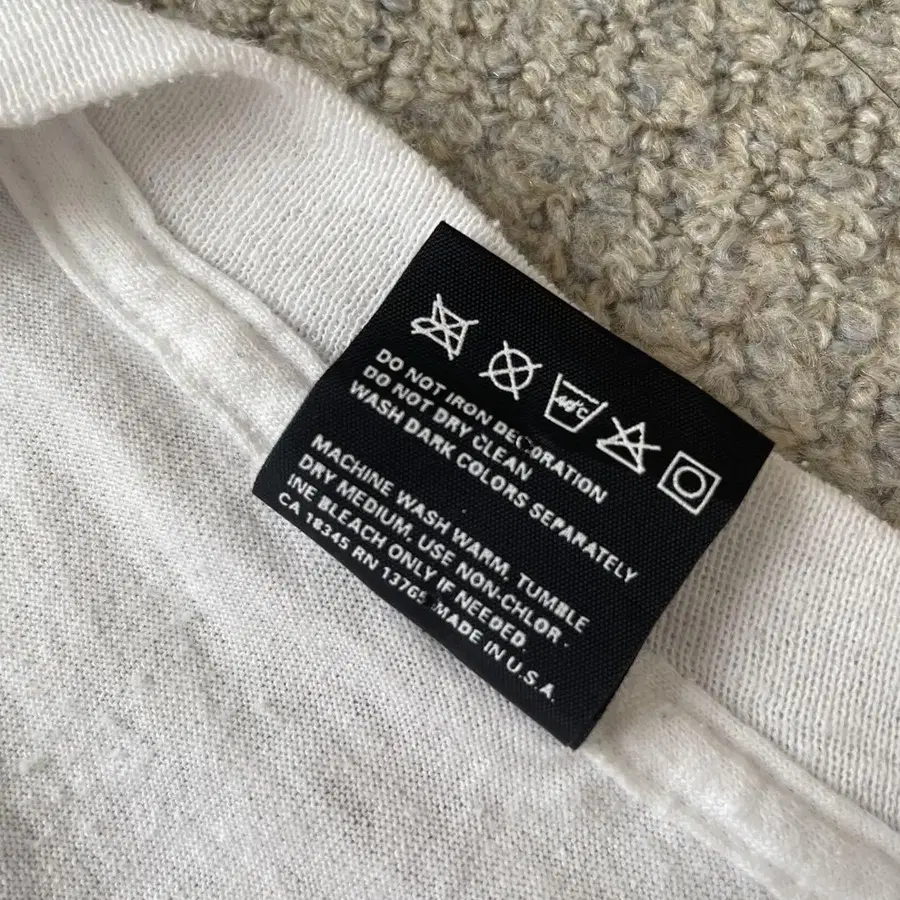 40°C
DO NOT IRON DECORATION
DO NOT DRY CLEAN
WASH DARK COLORS SEPARATELY
MACHINE WASH WARM, TUMBLE
DRY MEDIUM, USE NON-CHLOR-
INE BLEACH ONLY IF NEEDED.
CA 18345 RN 13765 MADE IN U.S.A.